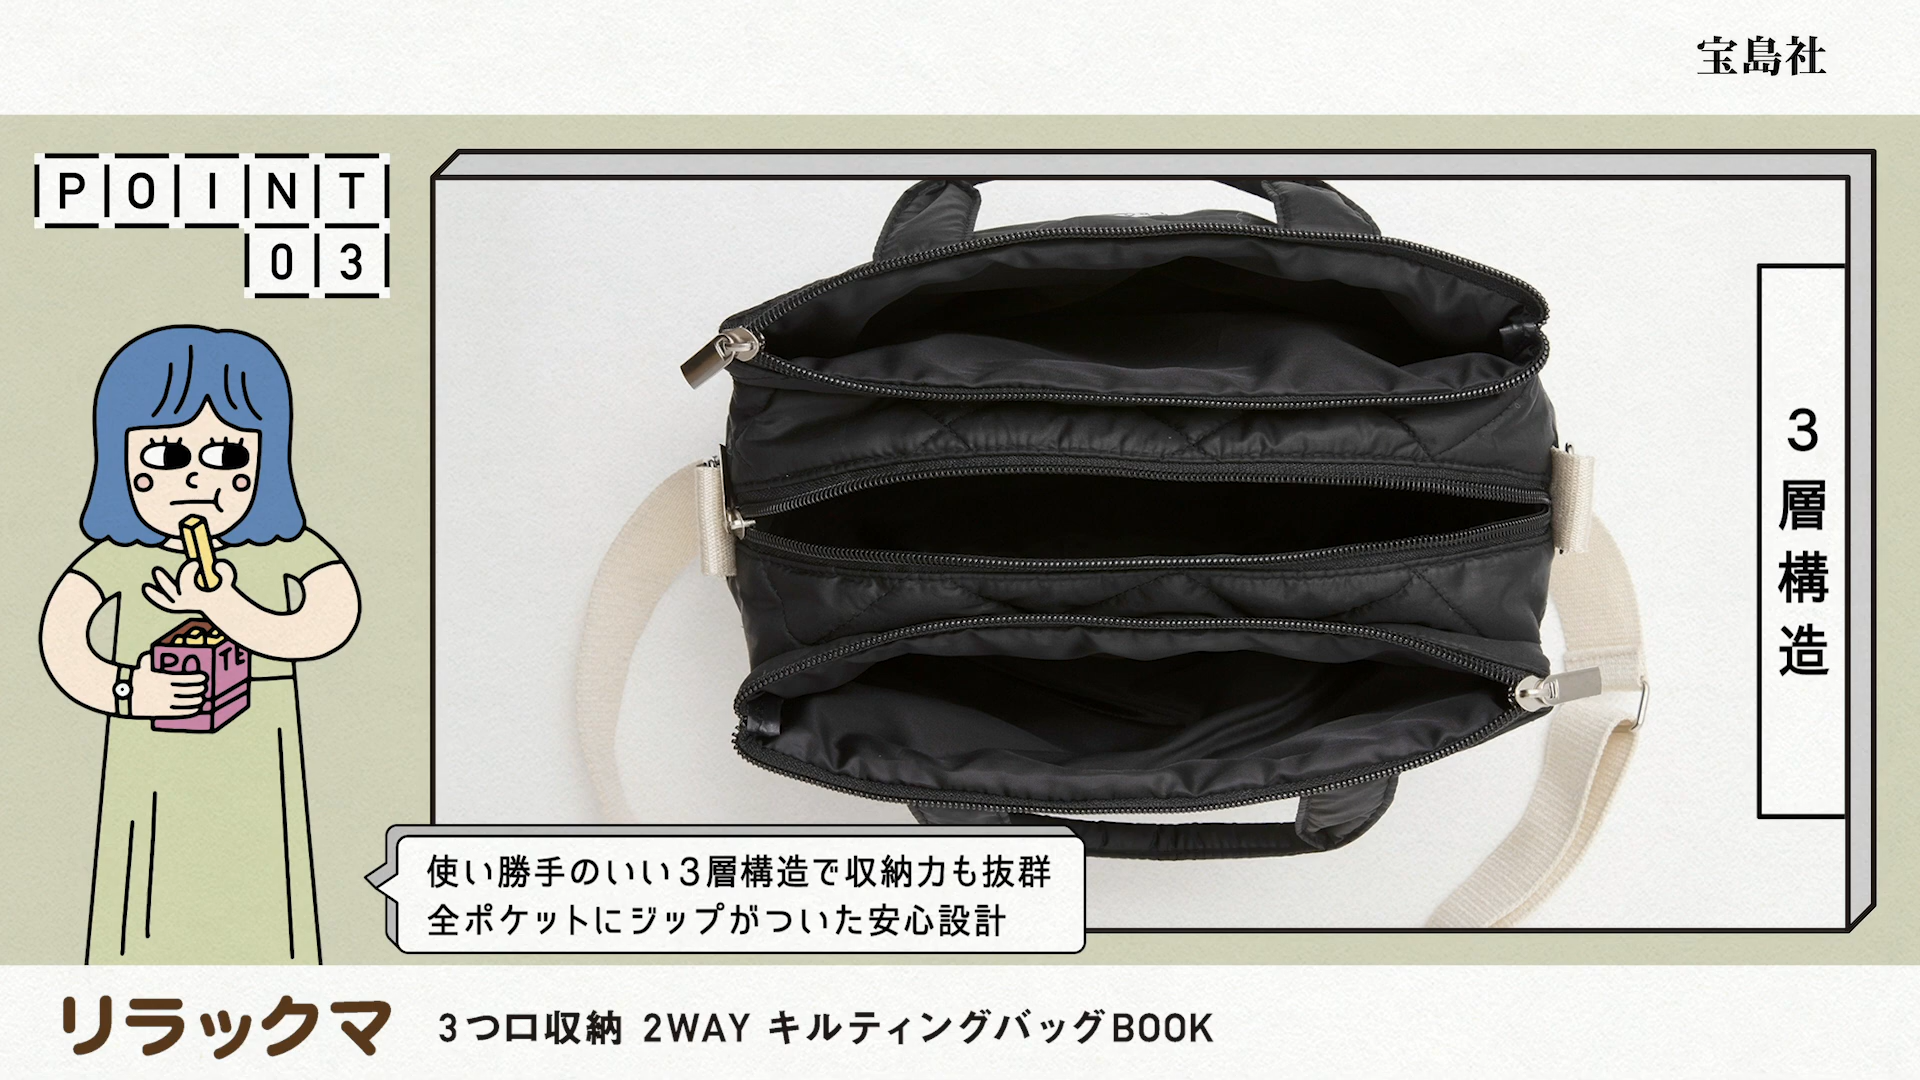 宝島社
POINT
03
3層構造
使い勝手のいい3層構造で収納力も抜群
全ポケットにジップがついた安心設計
POTE
リラックマ
3つ口収納 2WAY キルティングバッグBOOK